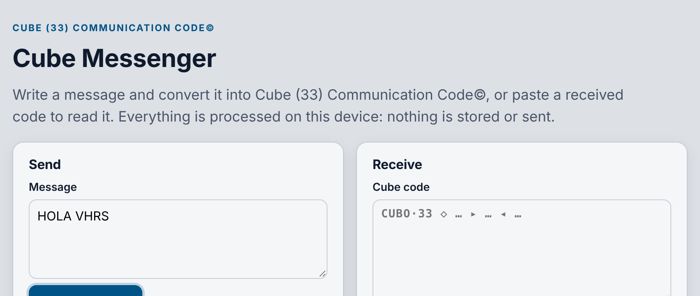 CUBE (33) COMMUNICATION CODE©
Cube Messenger
Write a message and convert it into Cube (33) Communication Code©, or paste a received
code to read it. Everything is processed on this device: nothing is stored or sent.
Send
Message
HOLA VHRS
Receive
Cube code
CUBO·33 ◇ … ▸ … ◂ …